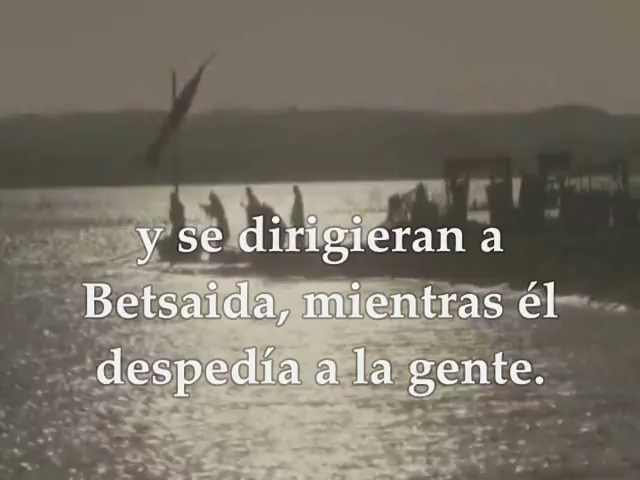 y se dirigieran a
Betsaida, mientras él
despedía a la gente.